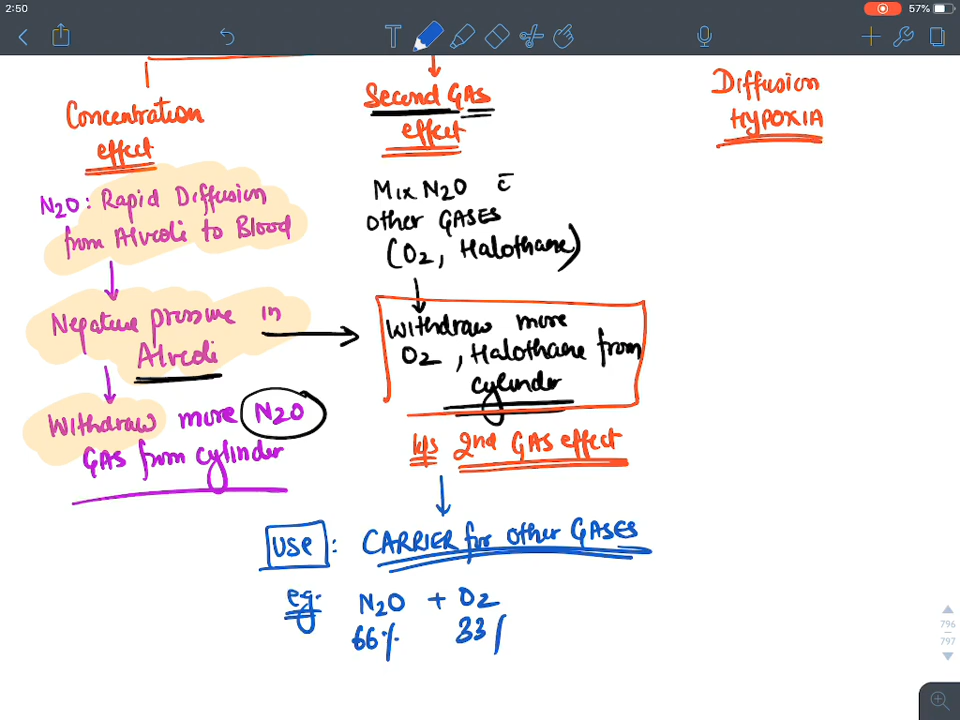 2:50
57%
T
Concentration
effect
N2O: Rapid Diffusion
from Alveoli to Blood
Negative pressure in
Alveoli
Withdraw more N2O
GAS from cylinder
Second GAS
effect
Mix N2O c̄
other GASES
(O2, Halothane)
Withdraw more
O2, Halothane from
cylinder
k/s 2nd GAS effect
USE: CARRIER for other GASES
eg: N2O + O2
66% 33/
Diffusion
HYPOXIA
796
797